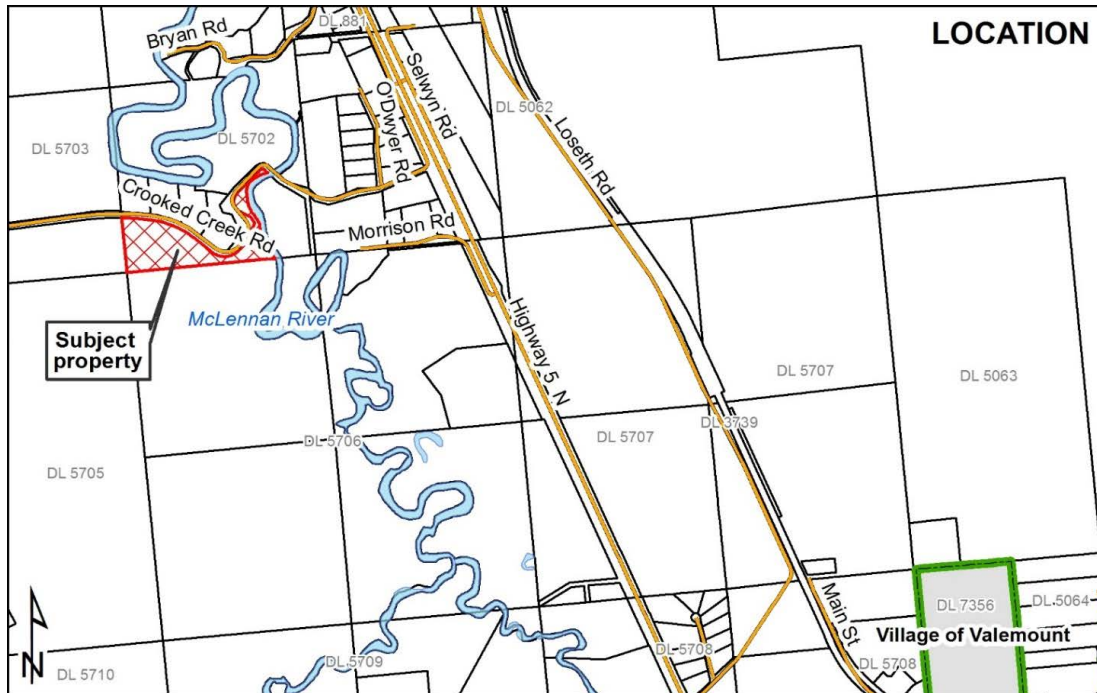 LOCATION
DL 881
Bryan Rd
Selwyn Rd
O'Dwyer Rd
DL 5062
DL 5703
DL 5702
Loseth Rd
Crooked Creek Rd
Morrison Rd
McLennan River
Subject
property
Highway 5 N
DL 5707
DL 5063
DL 3739
DL 5706
DL 5707
DL 5705
Main St
DL 7356
DL 5064
Village of Valemount
N
DL 5710
DL 5709
DL 5708
DL 5708